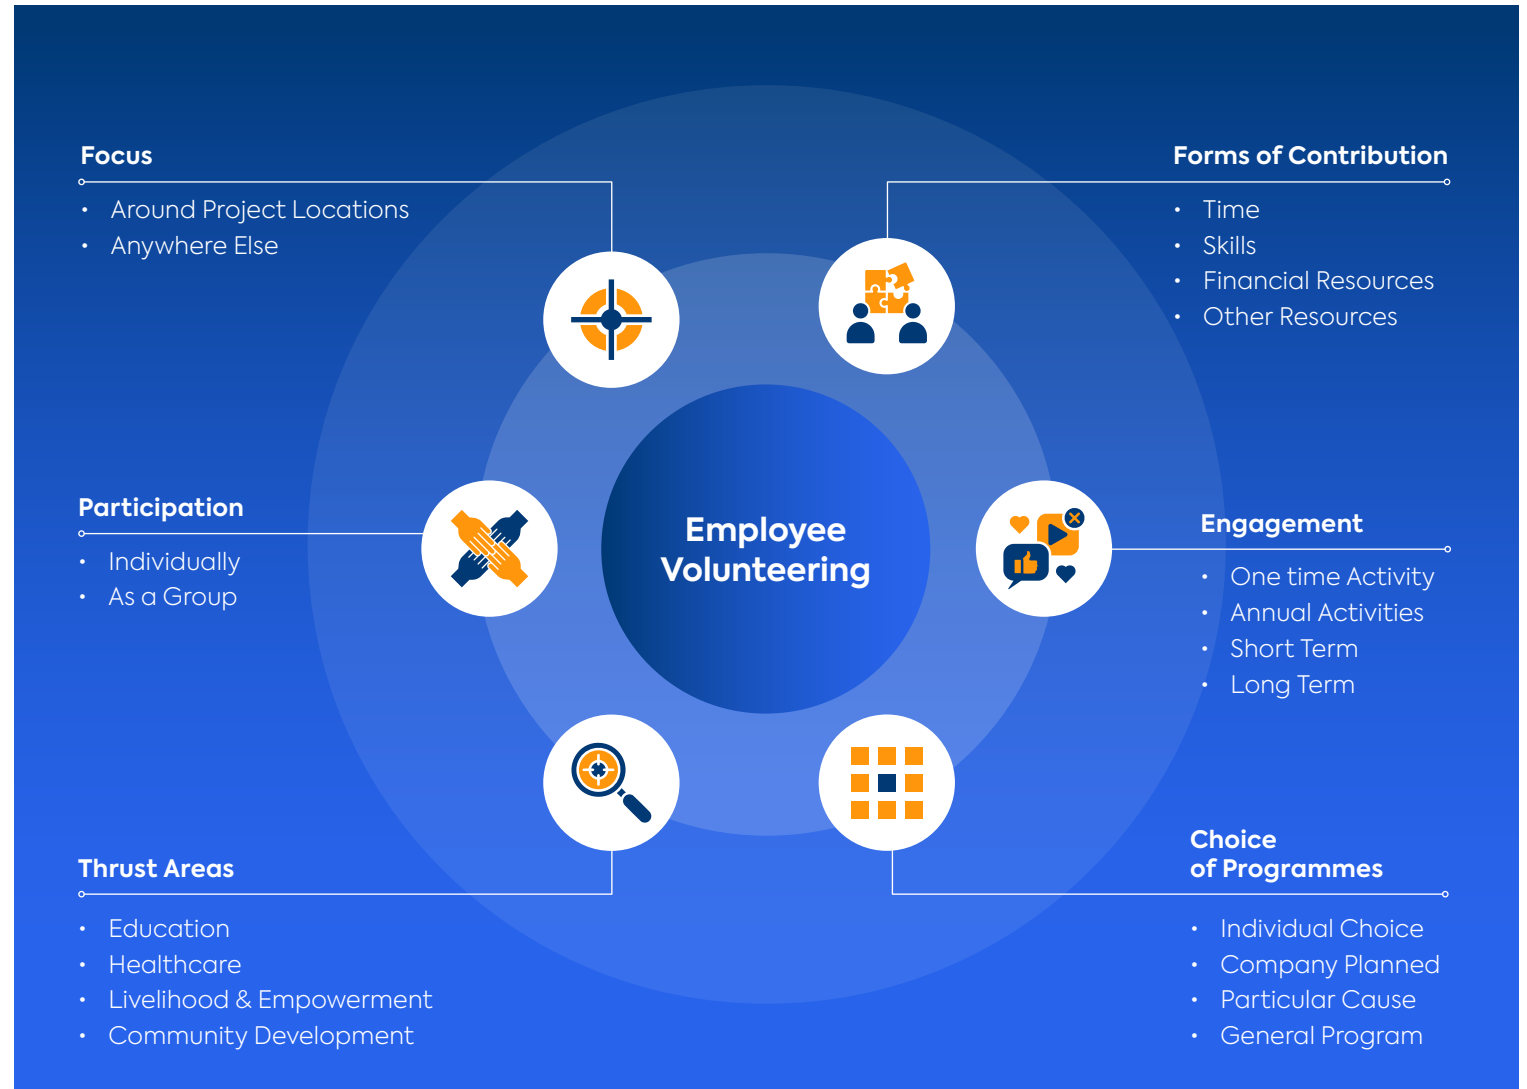 Focus
• Around Project Locations
• Anywhere Else
Forms of Contribution
• Time
• Skills
• Financial Resources
• Other Resources
Participation
• Individually
• As a Group
Employee
Volunteering
Engagement
• One time Activity
• Annual Activities
• Short Term
• Long Term
Thrust Areas
• Education
• Healthcare
• Livelihood & Empowerment
• Community Development
Choice
of Programmes
• Individual Choice
• Company Planned
• Particular Cause
• General Program